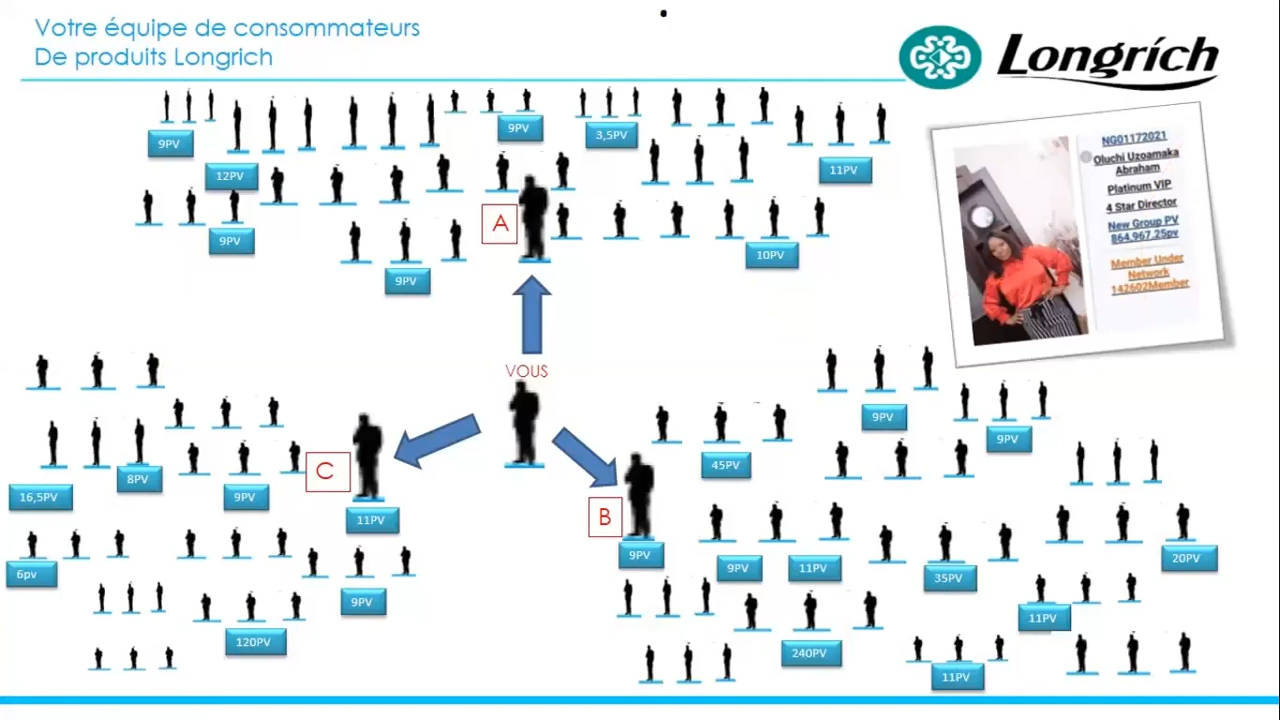 Votre équipe de consommateurs
De produits Longrich
Longrích
NG01172021
Oluchi Uzoamaka
Abraham
Platinum VIP
4 Star Director
New Group PV
864,967.25pv
Member Under
Network
142602Member
9PV
9PV
3,5PV
11PV
12PV
A
9PV
10PV
9PV
VOUS
9PV
9PV
45PV
C
8PV
16,5PV
9PV
11PV
B
9PV
9PV
11PV
20PV
35PV
6pv
9PV
11PV
120PV
240PV
11PV